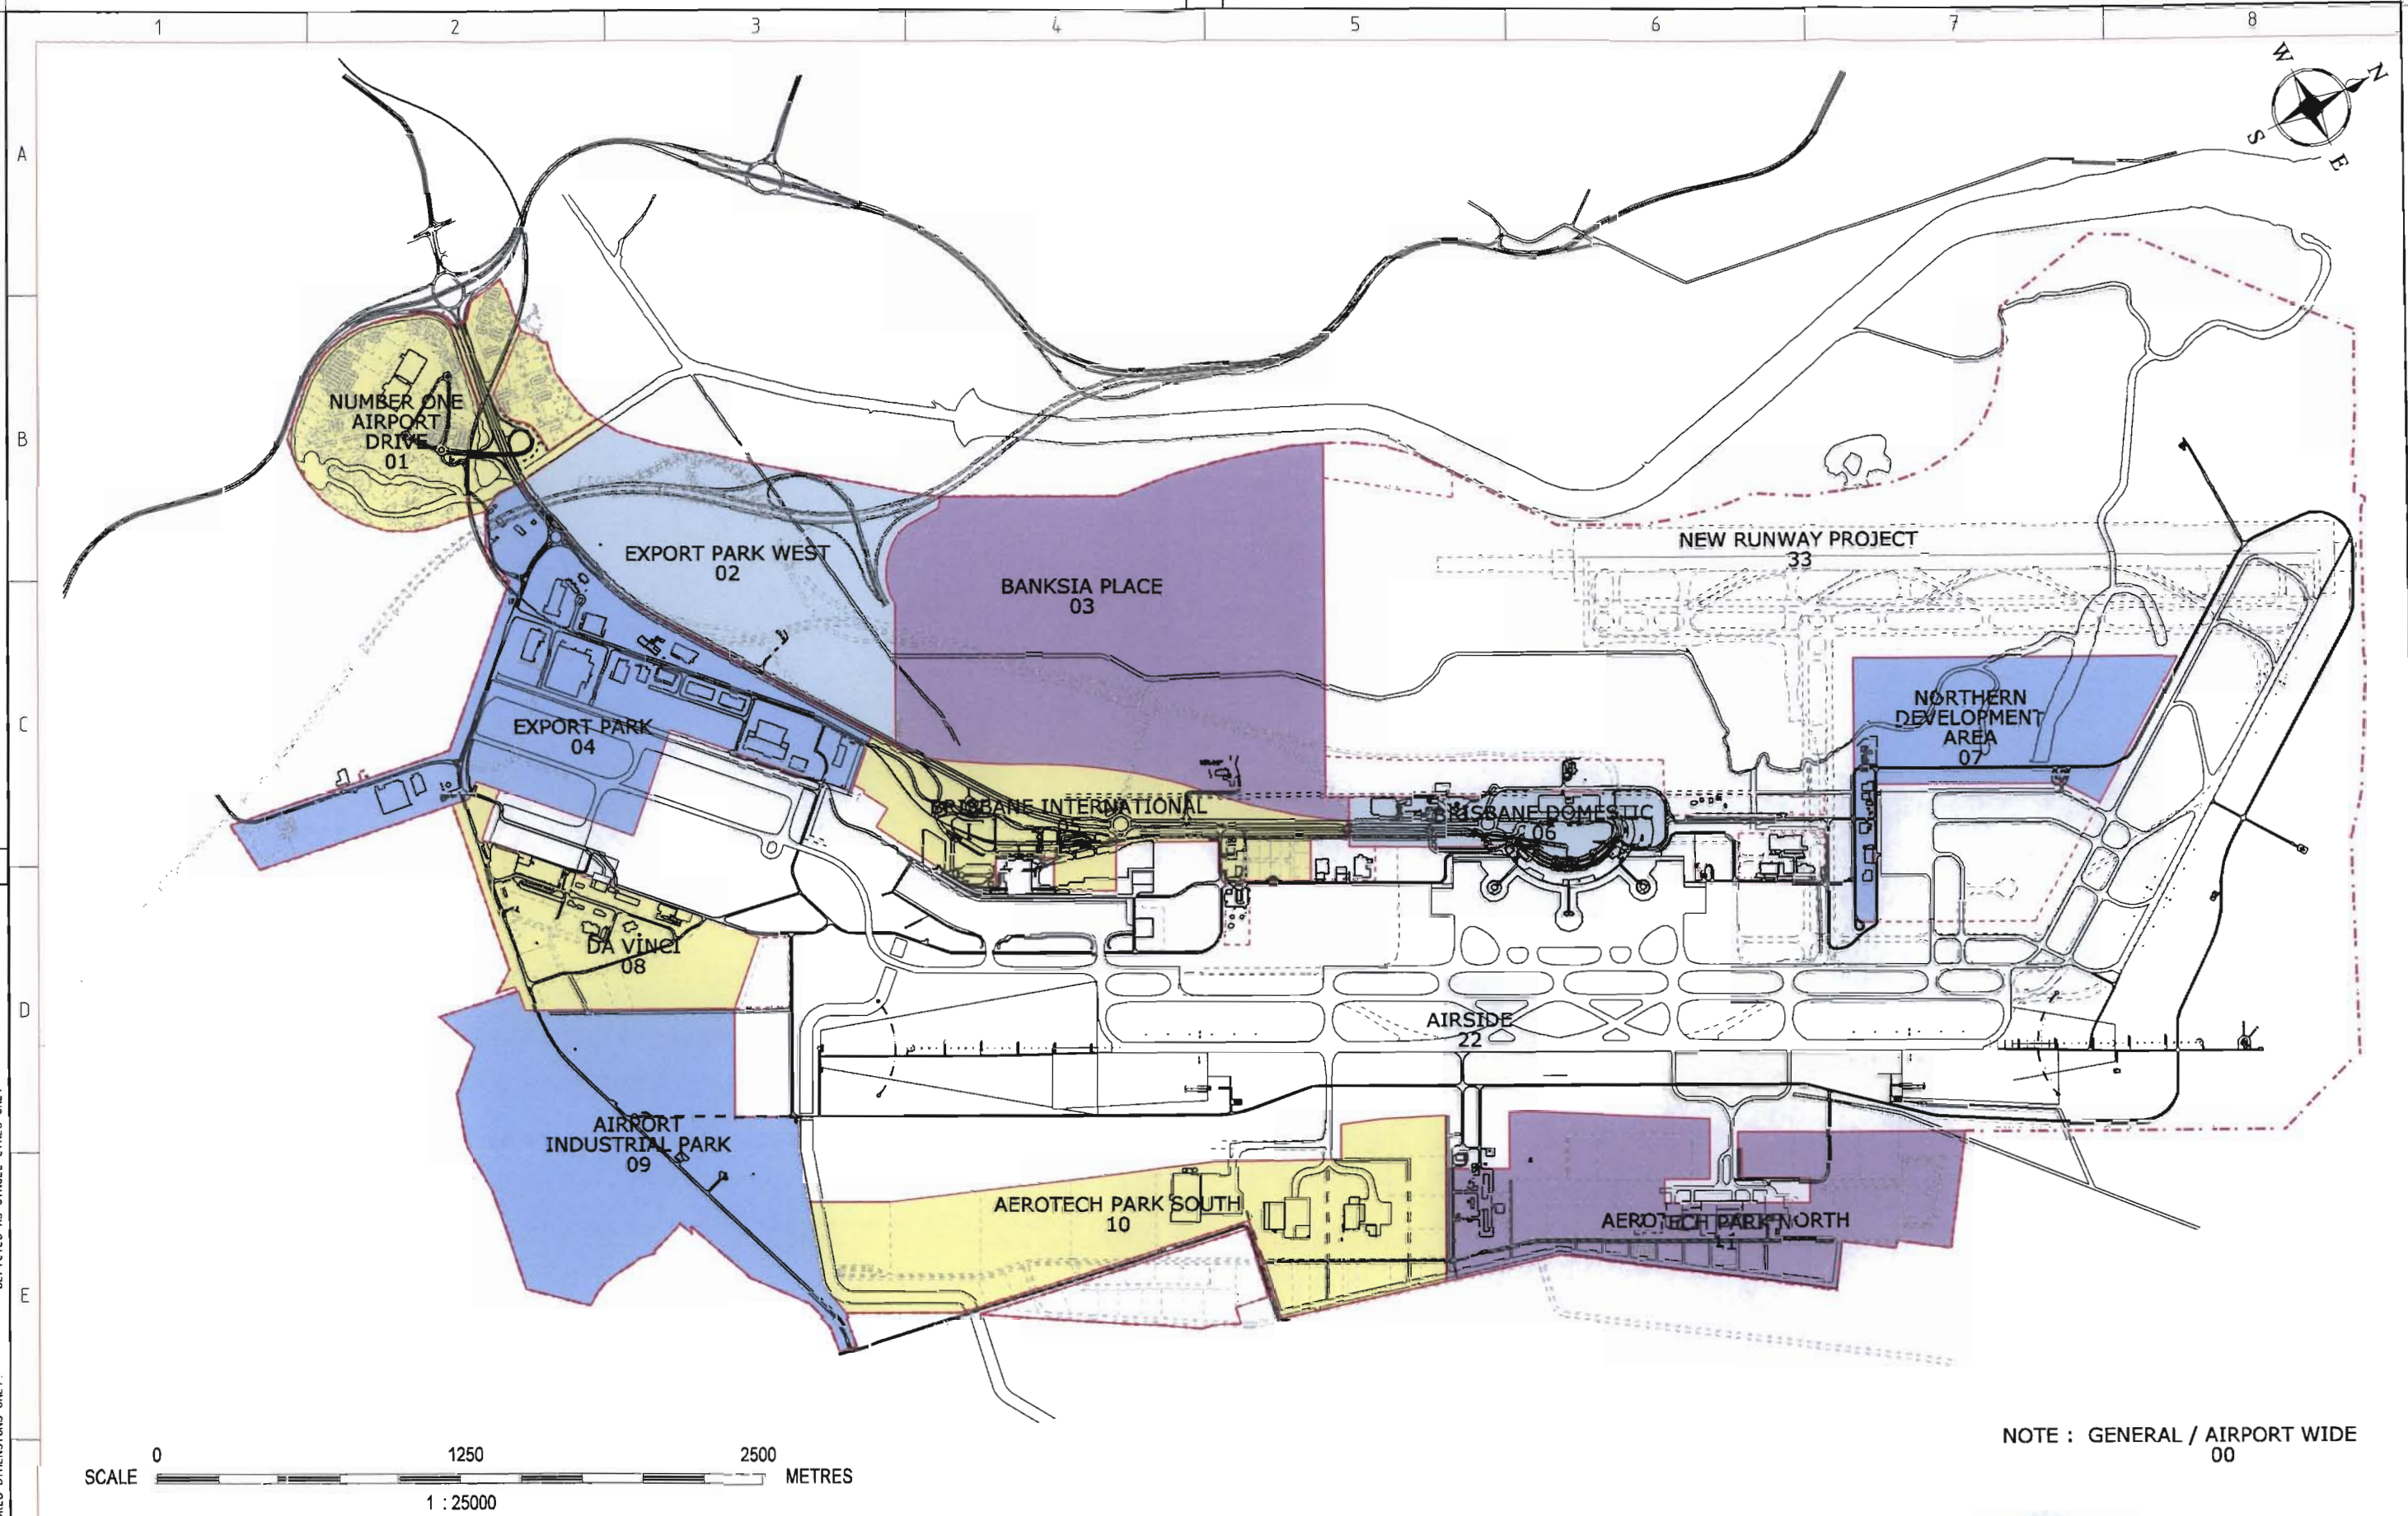 1 2 3 4 5 6 7 8
W N
S E
A
B
C
D
E
NUMBER ONE
AIRPORT
DRIVE
01
EXPORT PARK WEST
02
BANKSIA PLACE
03
NEW RUNWAY PROJECT
33
EXPORT PARK
04
NORTHERN
DEVELOPMENT
AREA
07
BRISBANE INTERNATIONAL
05
BRISBANE DOMESTIC
06
DA VINCI
08
AIRSIDE
22
AIRPORT
INDUSTRIAL PARK
09
AEROTECH PARK SOUTH
10
AEROTECH PARK NORTH
NOTE : GENERAL / AIRPORT WIDE
00
0 1250 2500
SCALE METRES
1 : 25000